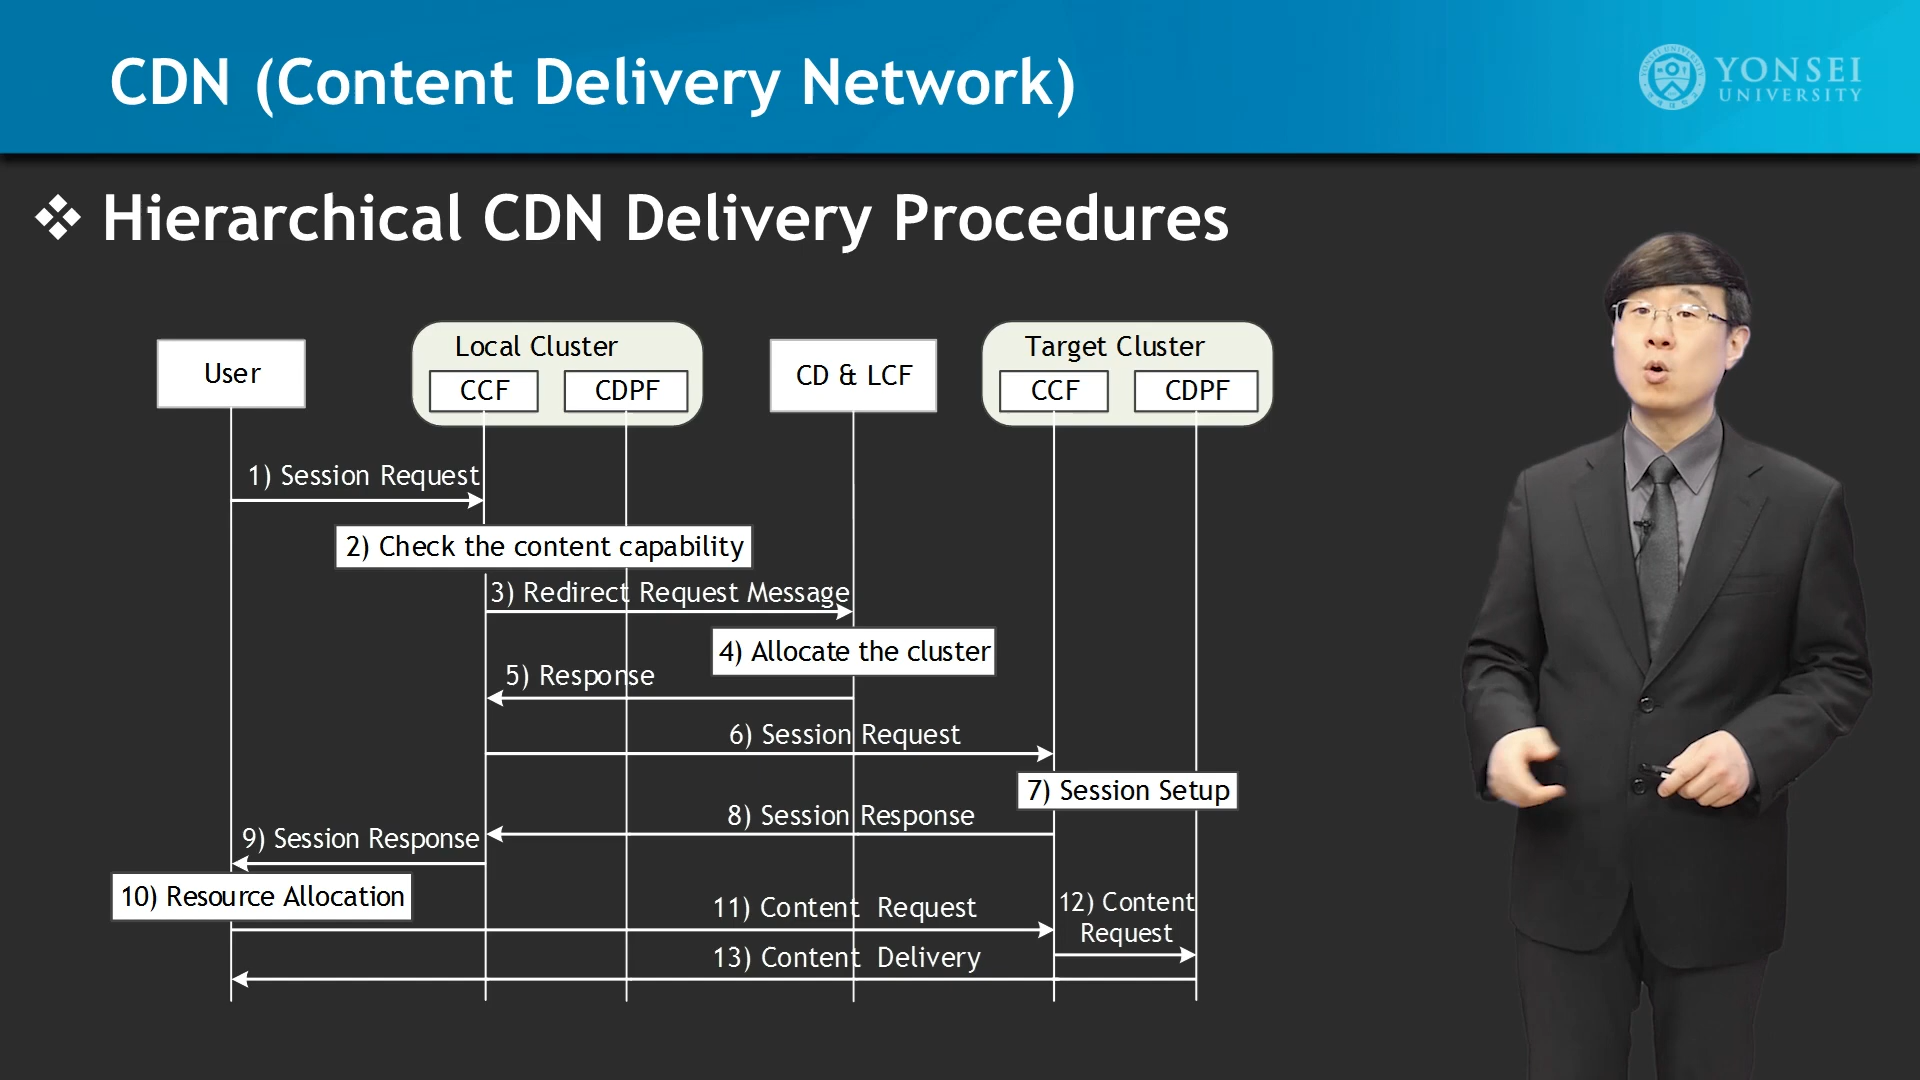 CDN (Content Delivery Network)
YONSEI
UNIVERSITY
Hierarchical CDN Delivery Procedures
User
Local Cluster
CCF
CDPF
CD & LCF
Target Cluster
CCF
CDPF
1) Session Request
2) Check the content capability
3) Redirect Request Message
4) Allocate the cluster
5) Response
6) Session Request
7) Session Setup
8) Session Response
9) Session Response
10) Resource Allocation
11) Content Request
12) Content
Request
13) Content Delivery